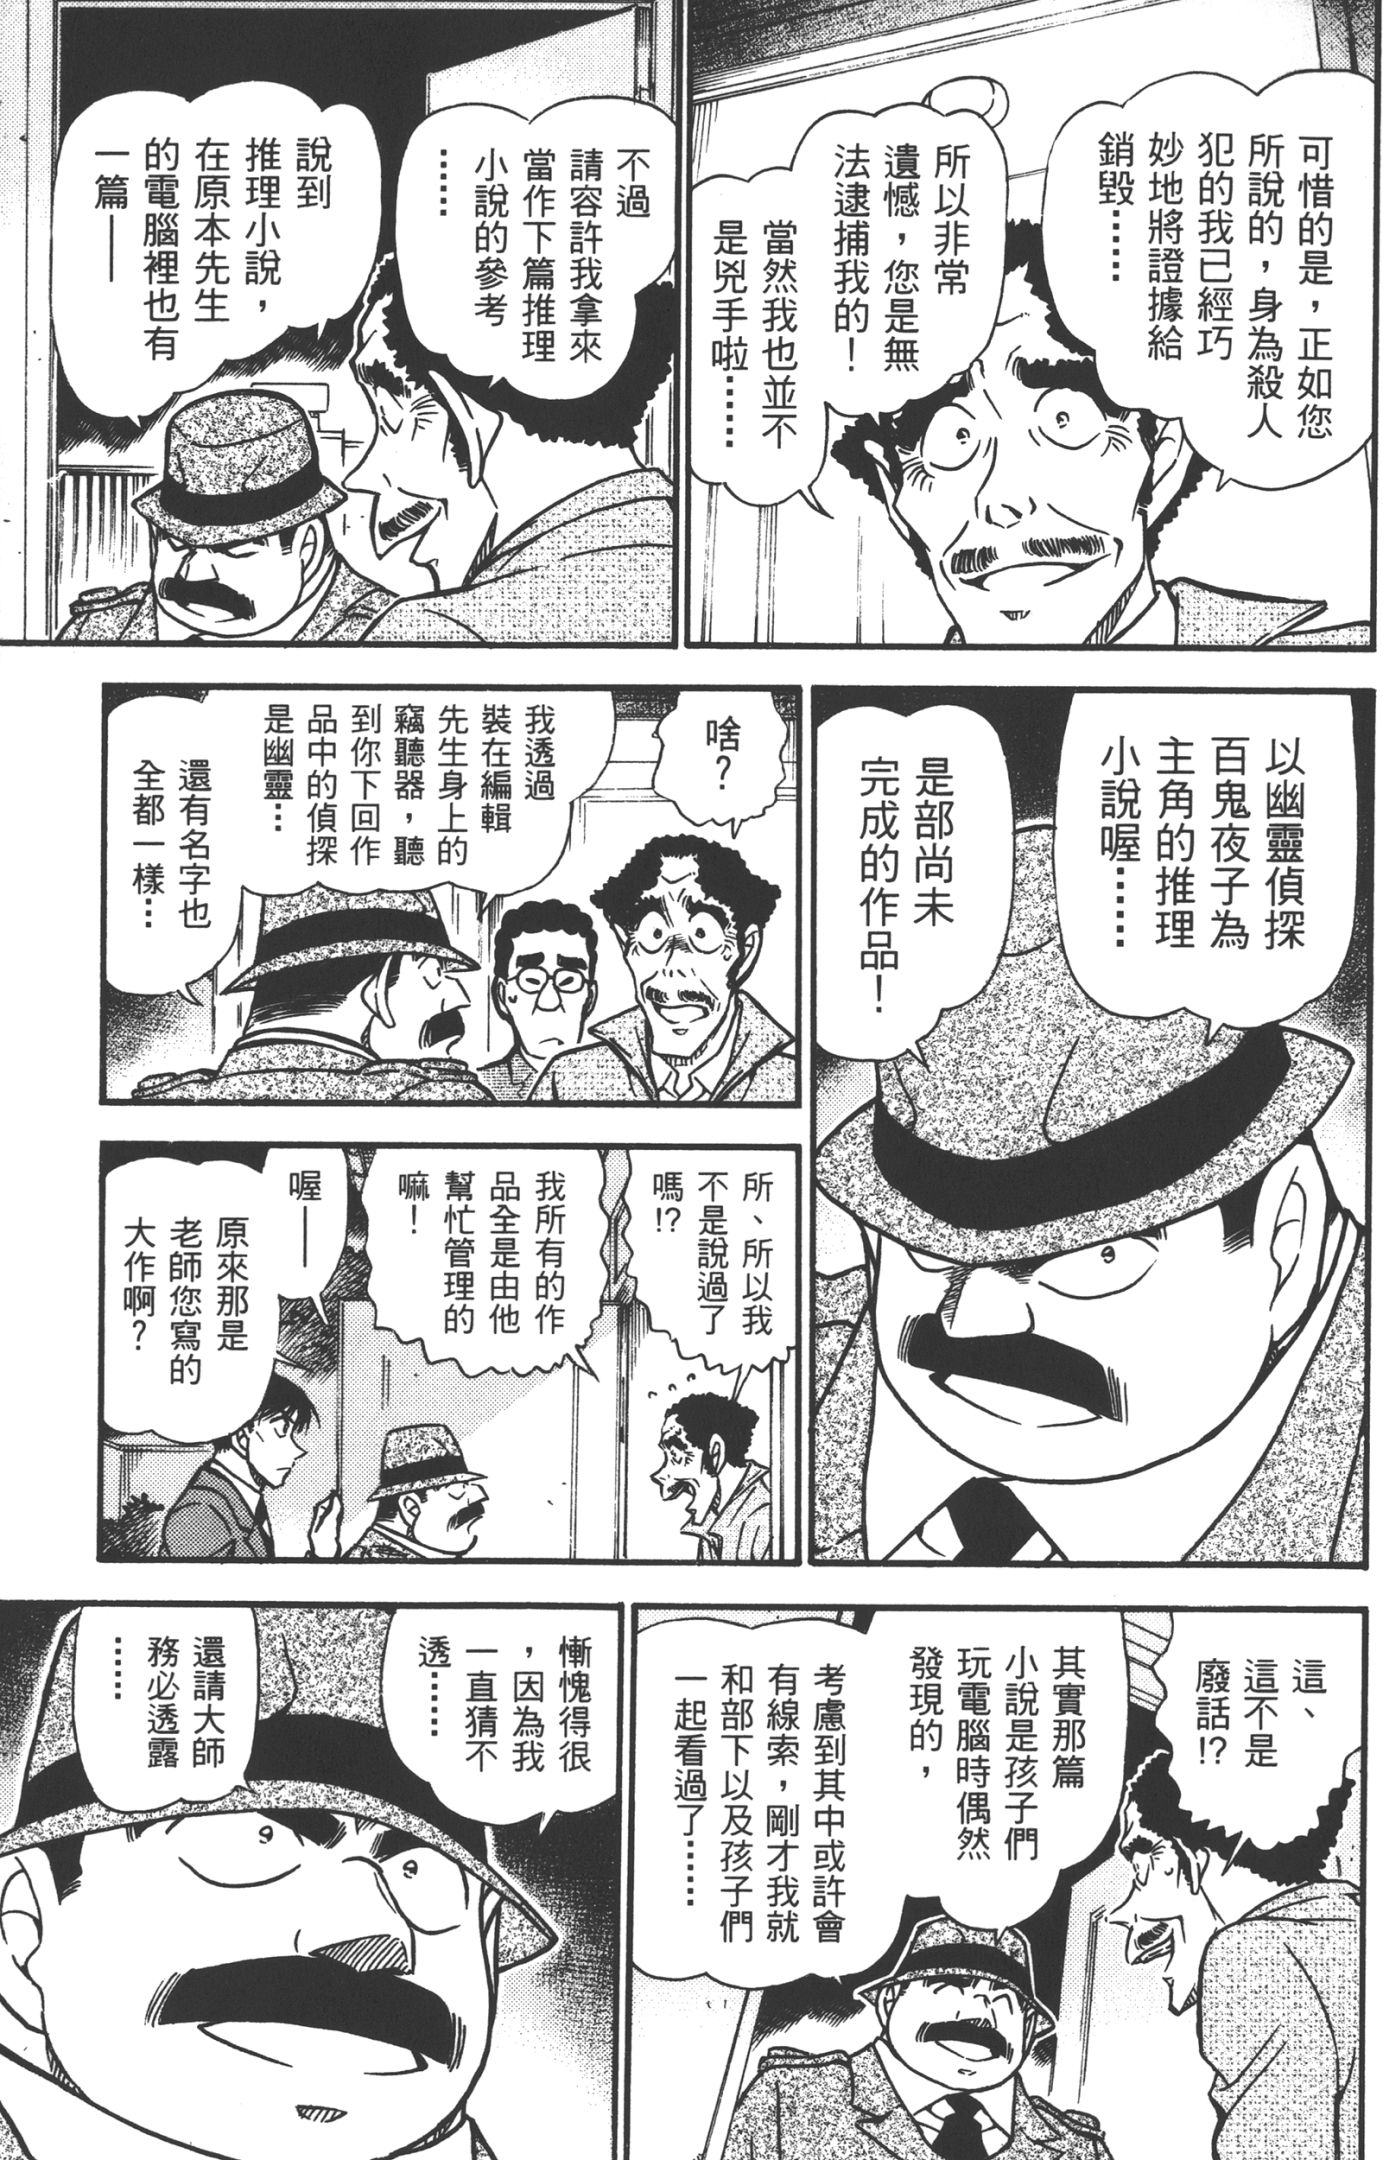 可惜的是，正如您
所說的，身為殺人
犯的我已經巧
妙地將證據給
銷毀……
所以非常
遺憾，您是無
法逮捕我的！
當然我也並不
是兇手啦……
不過
請容許我拿來
當作下篇推理
小說的參考
……
說到
推理小說，
在原本先生
的電腦裡也有
一篇—
以幽靈偵探
百鬼夜子為
主角的推理
小說喔……
是部尚未
完成的作品！
啥？
我透過
裝在編輯
先生身上的
竊聽器，聽
到你下回作
品中的偵探
是幽靈…
還有名字也
全都一樣…
所、所以我
不是說過了
嗎!?
我所有的作
品全是由他
幫忙管理的
嘛！
喔—
原來那是
老師您寫的
大作啊？
這、
這不是
廢話!?
其實那篇
小說是孩子們
玩電腦時偶然
發現的，
考慮到其中或許會
有線索，剛才我就
和部下以及孩子們
一起看過了……
慚愧得很
，因為我
一直猜不
透……
還請大師
務必透露
……